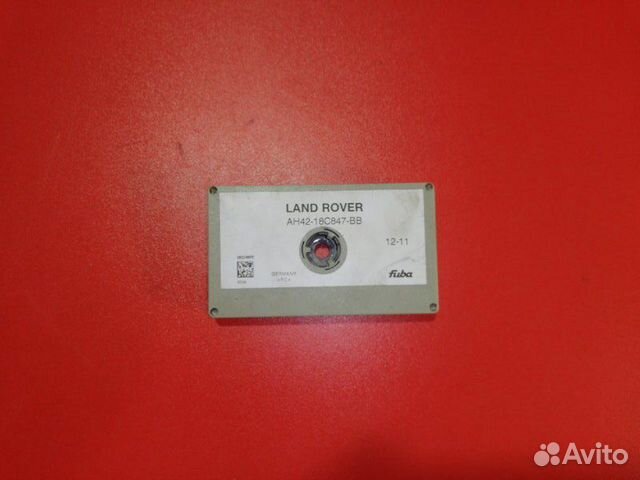 LAND ROVER
AH42-18C847-BB
12-11
GERMANY
fuba
Avito